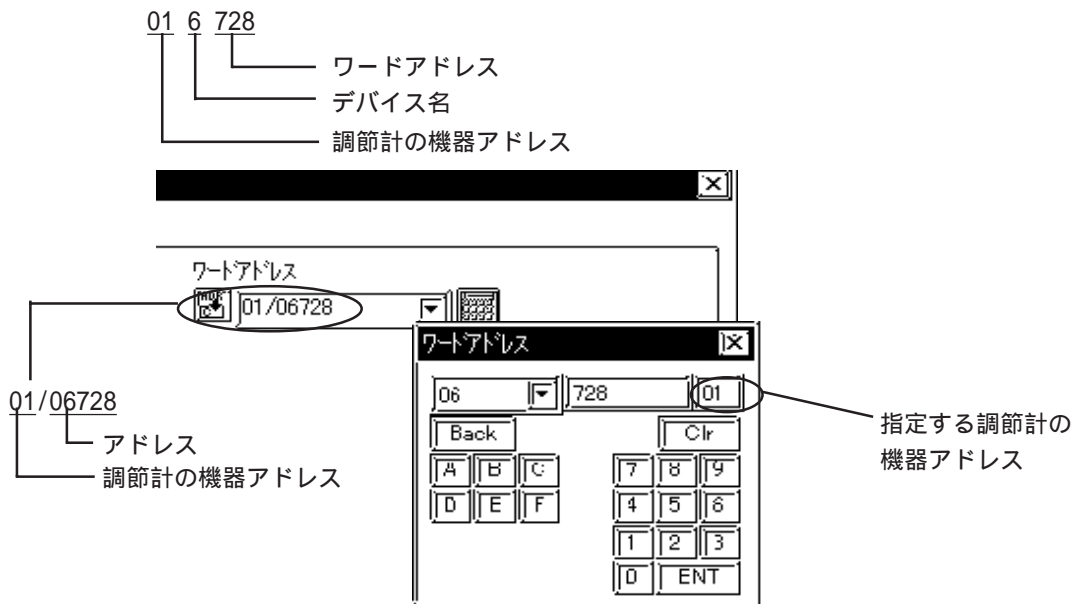 01 6 728
ワードアドレス
デバイス名
調節計の機器アドレス
ワードアドレス
01/06728
ワードアドレス
06 728 01
Back Clr
A B C 7 8 9
D E F 4 5 6
1 2 3
0 ENT
01/06728
アドレス
調節計の機器アドレス
指定する調節計の
機器アドレス